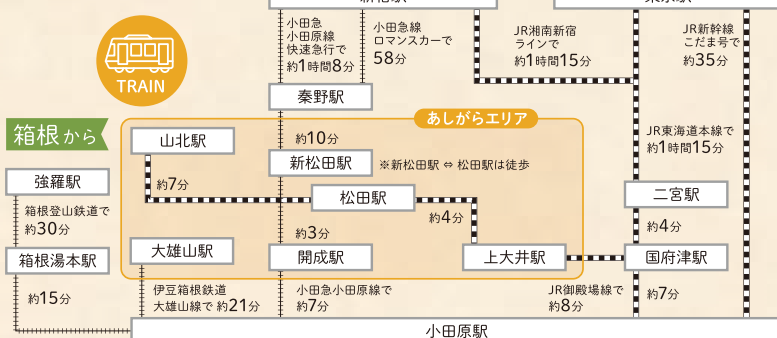 小田急
小田原線
快速急行で
約1時間8分
小田急線
ロマンスカーで
58分
JR湘南新宿
ラインで
約1時間15分
JR新幹線
こだま号で
約35分
TRAIN
秦野駅
あしがらエリア
箱根から
山北駅
約10分
JR東海道本線で
約1時間15分
新松田駅
※新松田駅 ⇔ 松田駅は徒歩
強羅駅
約7分
松田駅
二宮駅
箱根登山鉄道で
約30分
約3分
約4分
約4分
箱根湯本駅
大雄山駅
開成駅
上大井駅
国府津駅
約15分
伊豆箱根鉄道
大雄山線で 約21分
小田急小田原線で
約7分
JR御殿場線で
約8分
約7分
小田原駅